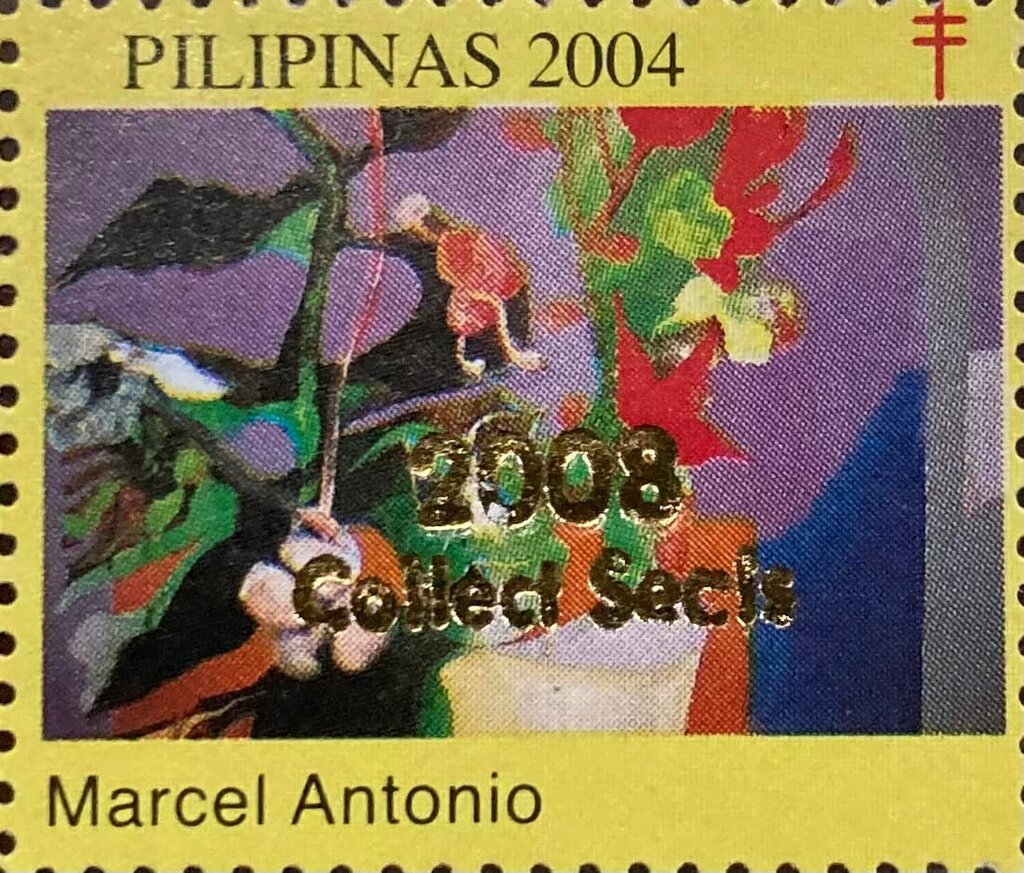 PILIPINAS 2004
2008
Collect Seals
Marcel Antonio